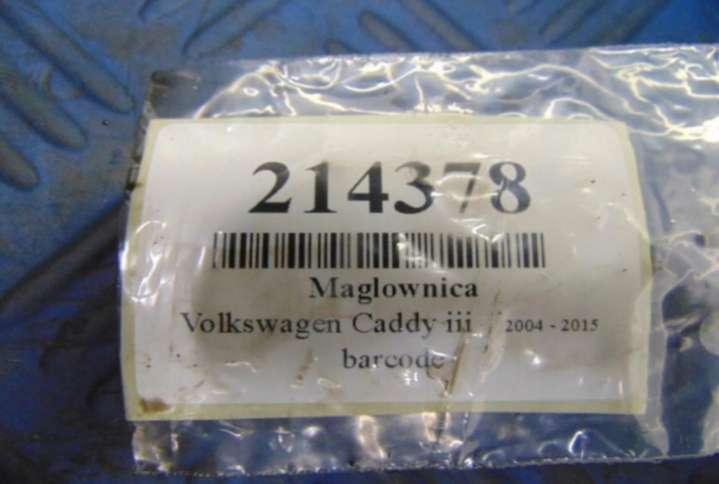 214378
Maglownica
Volkswagen Caddy iii / 2004 - 2015
barcode